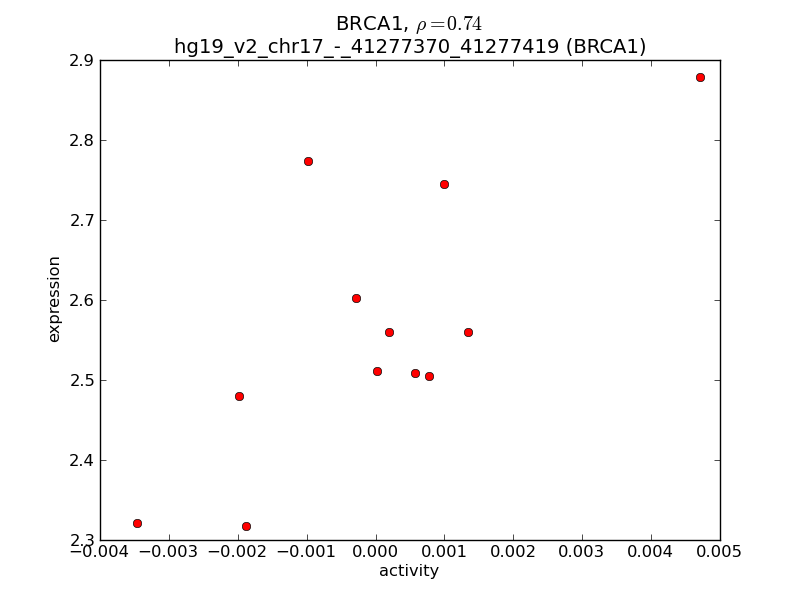 BRCA1, ρ=0.74
hg19_v2_chr17_-_41277370_41277419 (BRCA1)
2.9
2.8
2.7
2.6
2.5
2.4
2.3
expression
−0.004 −0.003 −0.002 −0.001 0.000 0.001 0.002 0.003 0.004 0.005
activity